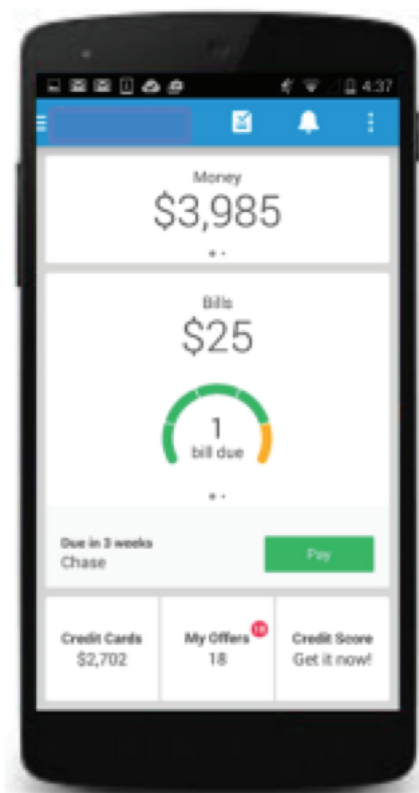 4:37
Money
$3,985
Bills
$25
1
bill due
Due in 3 weeks
Chase
Pay
Credit Cards
$2,702
My Offers
18
Credit Score
Get it now!